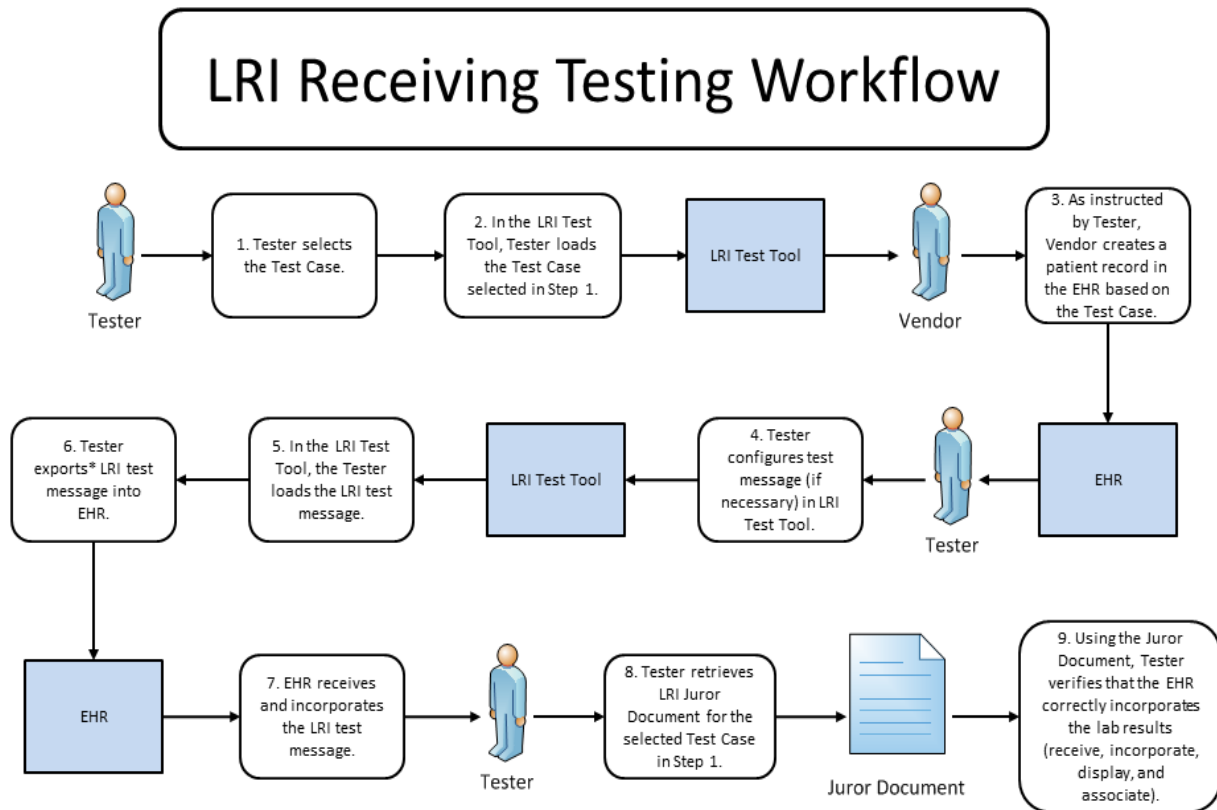 LRI Receiving Testing Workflow
1. Tester selects
the Test Case.
2. In the LRI Test
Tool, Tester loads
the Test Case
selected in Step 1.
LRI Test Tool
3. As instructed
by Tester,
Vendor creates a
patient record in
the EHR based on
the Test Case.
Tester
Vendor
6. Tester
exports* LRI test
message into
EHR.
5. In the LRI Test
Tool, the Tester
loads the LRI test
message.
LRI Test Tool
4. Tester
configures test
message (if
necessary) in LRI
Test Tool.
EHR
Tester
EHR
7. EHR receives
and incorporates
the LRI test
message.
Tester
8. Tester retrieves
LRI Juror
Document for the
selected Test Case
in Step 1.
Juror Document
9. Using the Juror
Document, Tester
verifies that the EHR
correctly incorporates
the lab results
(receive, incorporate,
display, and
associate).